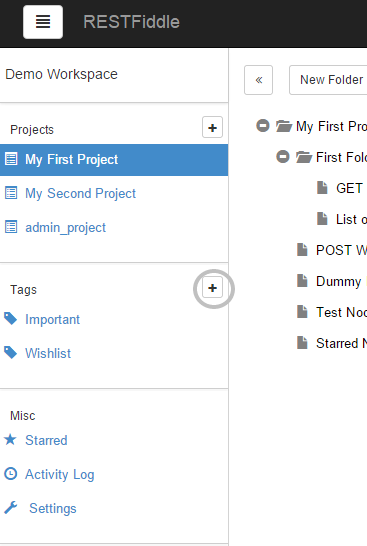 RESTFiddle
Demo Workspace
Projects
My First Project
My Second Project
admin_project
Tags
Important
Wishlist
Misc
Starred
Activity Log
Settings
«
New Folder
My First Pro
First Fold
GET
List o
POST W
Dummy
Test Nod
Starred N